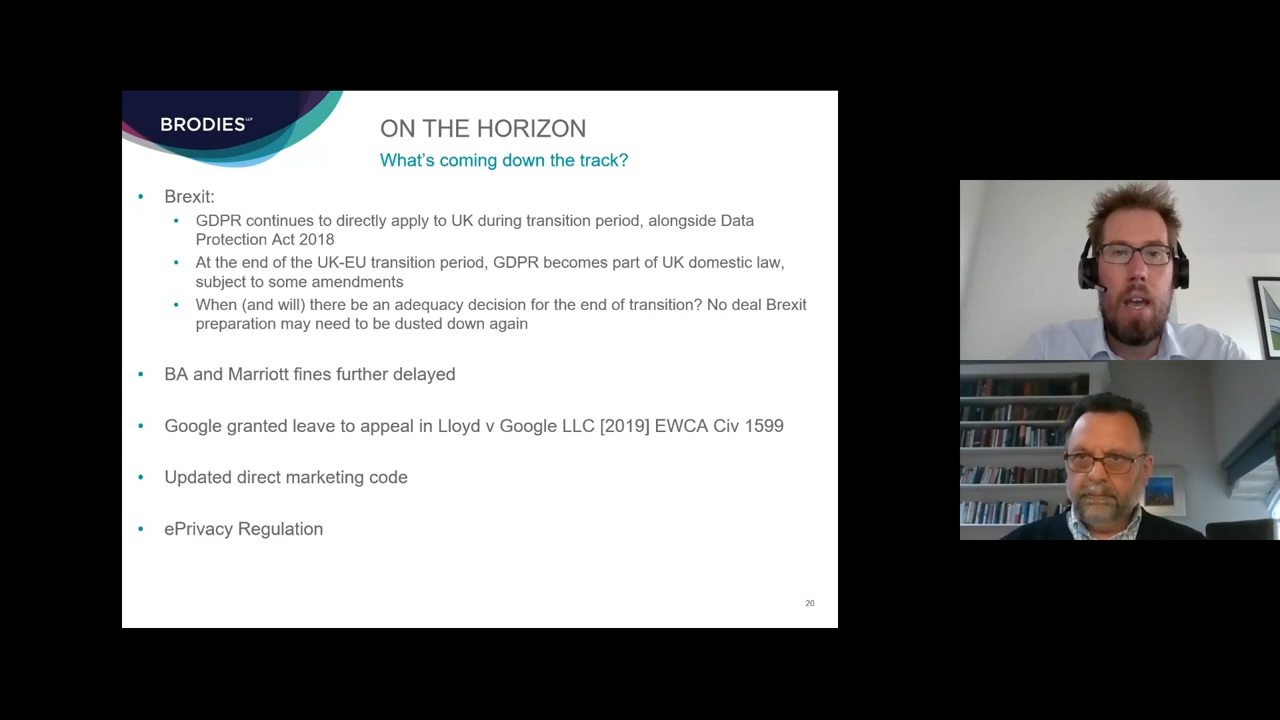 BRODIES LLP
ON THE HORIZON
What's coming down the track?
• Brexit:
• GDPR continues to directly apply to UK during transition period, alongside Data
Protection Act 2018
• At the end of the UK-EU transition period, GDPR becomes part of UK domestic law,
subject to some amendments
• When (and will) there be an adequacy decision for the end of transition? No deal Brexit
preparation may need to be dusted down again
• BA and Marriott fines further delayed
• Google granted leave to appeal in Lloyd v Google LLC [2019] EWCA Civ 1599
• Updated direct marketing code
• ePrivacy Regulation
20